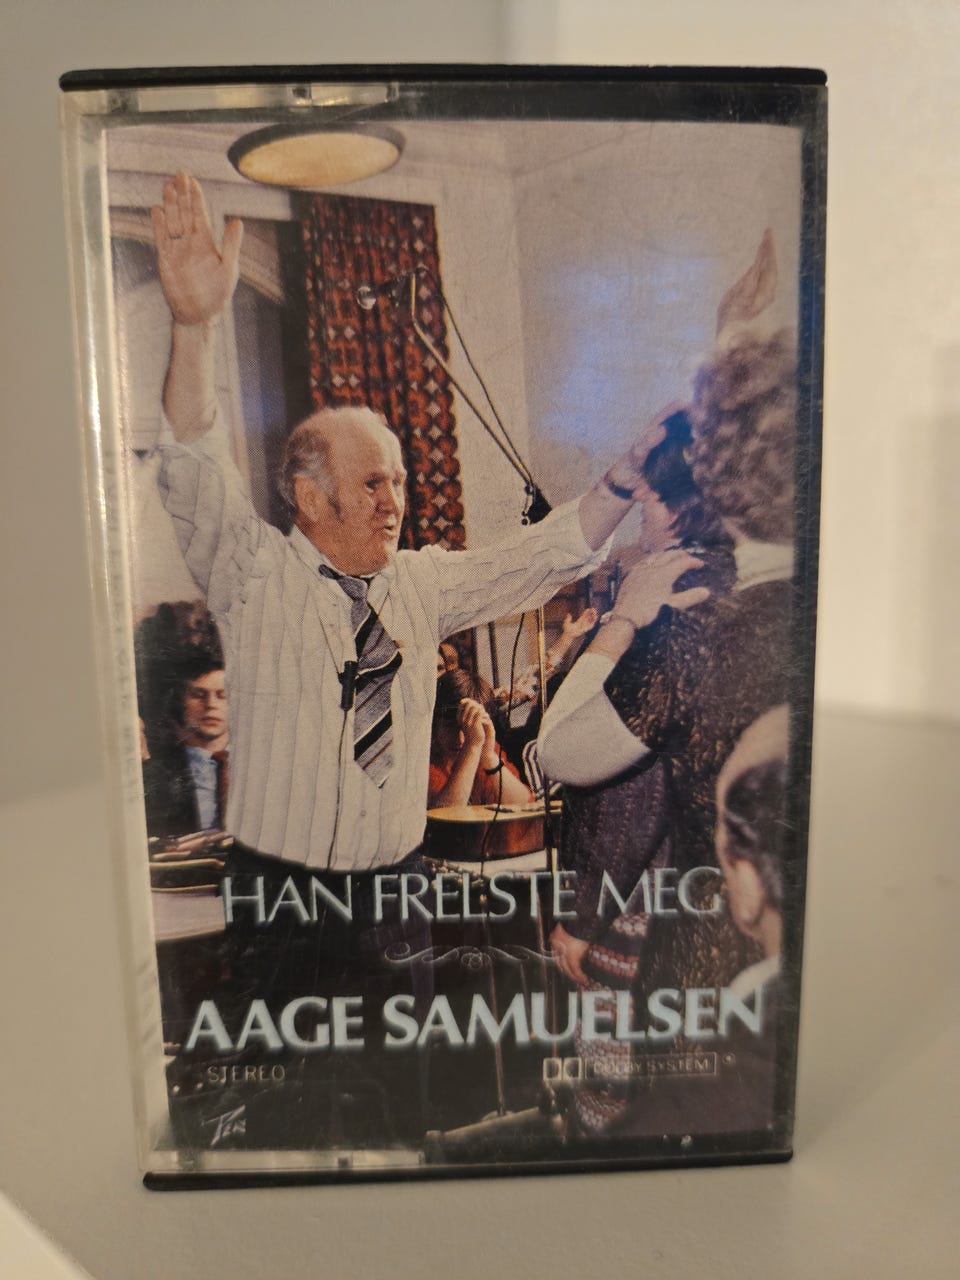 HAN FRELSTE MEG
AAGE SAMUELSEN
STEREO
DOLBY SYSTEM